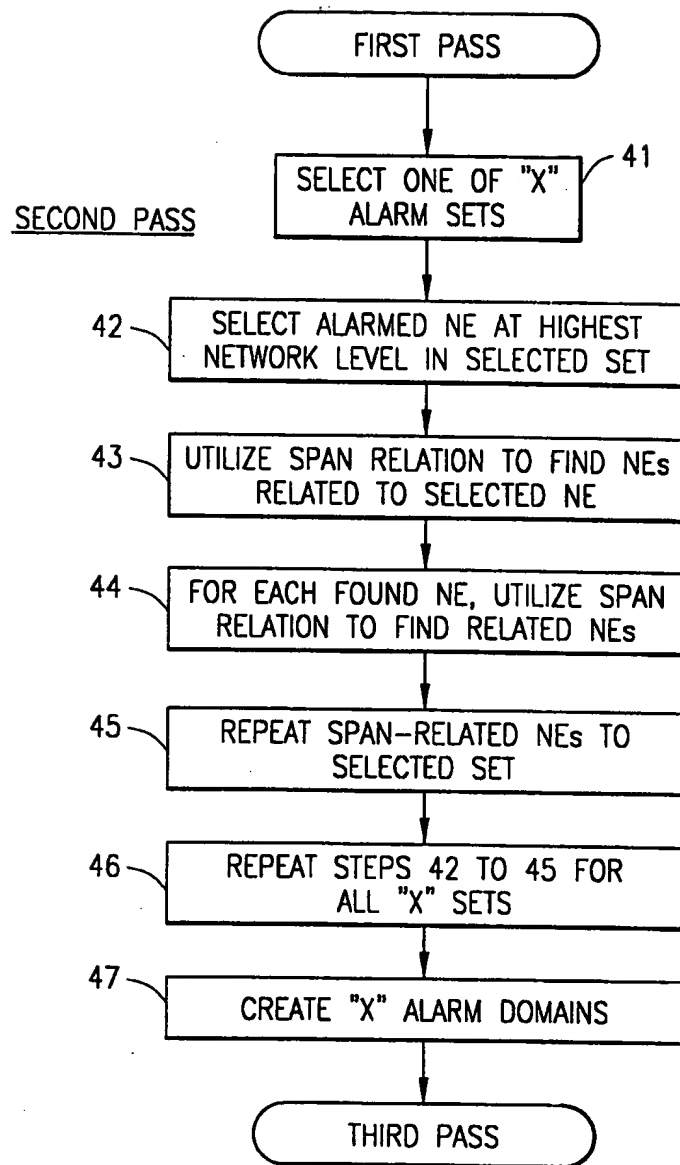 FIRST PASS
41
SELECT ONE OF "X"
ALARM SETS
SECOND PASS
42
SELECT ALARMED NE AT HIGHEST
NETWORK LEVEL IN SELECTED SET
43
UTILIZE SPAN RELATION TO FIND NEs
RELATED TO SELECTED NE
44
FOR EACH FOUND NE, UTILIZE SPAN
RELATION TO FIND RELATED NEs
45
REPEAT SPAN-RELATED NEs TO
SELECTED SET
46
REPEAT STEPS 42 TO 45 FOR
ALL "X" SETS
47
CREATE "X" ALARM DOMAINS
THIRD PASS